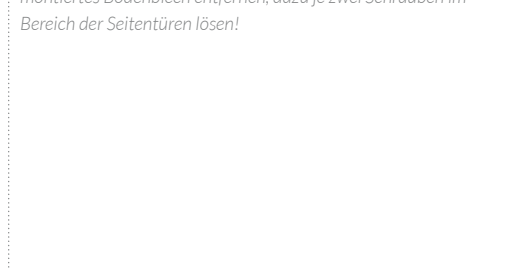 montiertes Bodenblech entfernen, dazu je zwei Schrauben im
Bereich der Seitentüren lösen!